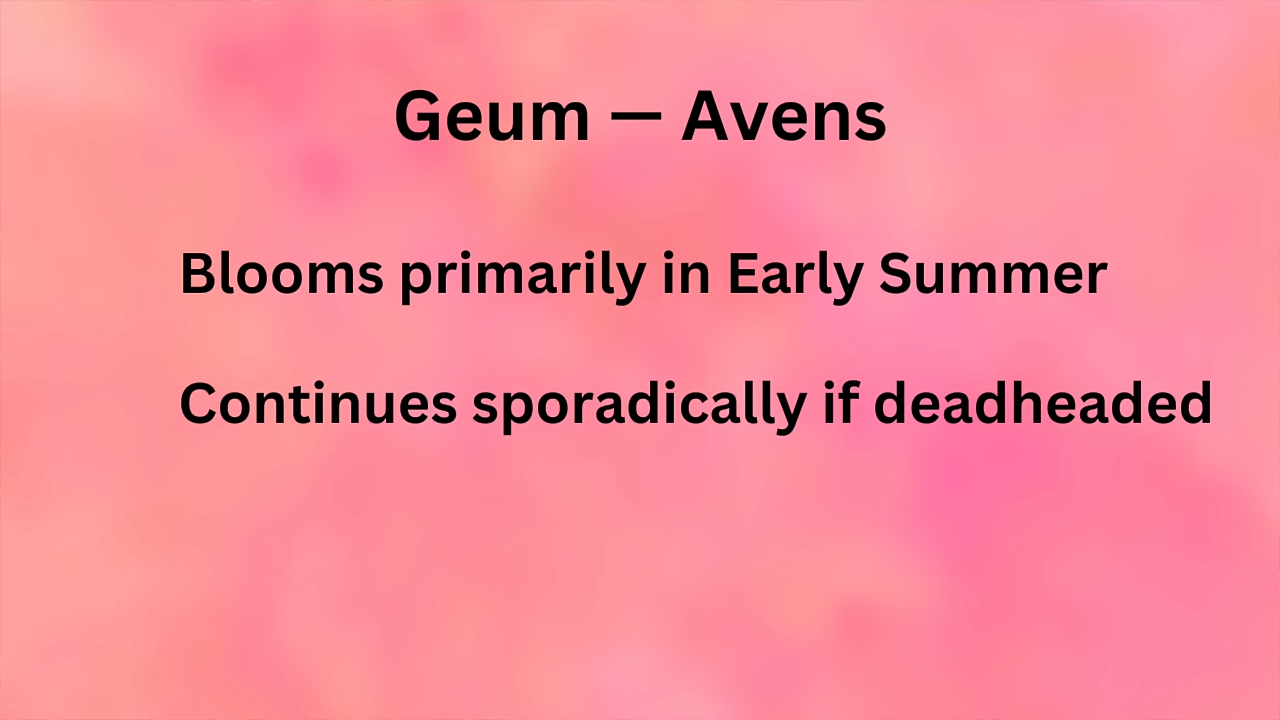 Geum — Avens
Blooms primarily in Early Summer
Continues sporadically if deadheaded